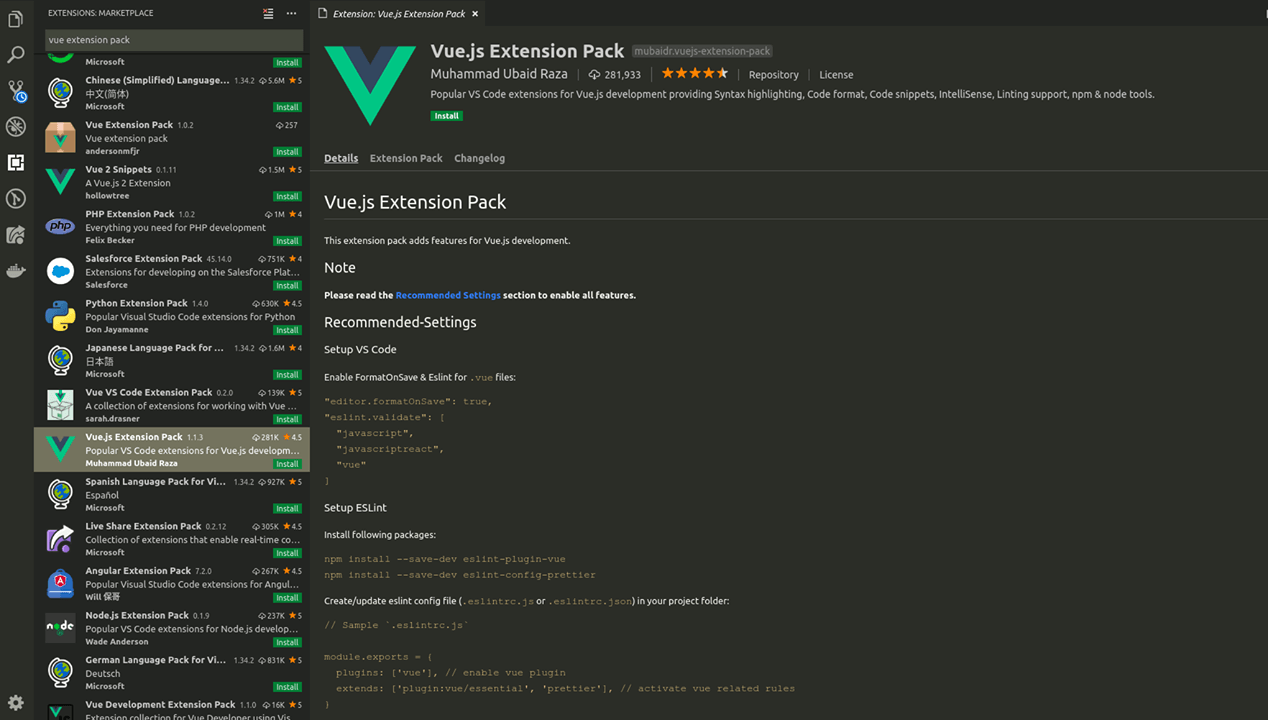 EXTENSIONS: MARKETPLACE
vue extension pack
Microsoft
Install
Chinese (Simplified) Language... 1.34.2 5.6M 5
中文(简体)
Microsoft
Install
Vue Extension Pack 1.0.2 257
Vue extension pack
andersonmfjr
Install
Vue 2 Snippets 0.1.11 1.5M 5
A Vue.js 2 Extension
hollowtree
Install
php
PHP Extension Pack 1.0.2 1M 4
Everything you need for PHP development
Felix Becker
Install
Salesforce Extension Pack 45.14.0 751K 4
Extensions for developing on the Salesforce Plat...
Salesforce
Install
Python Extension Pack 1.4.0 630K 4.5
Popular Visual Studio Code extensions for Python
Don Jayamanne
Install
Japanese Language Pack for ... 1.34.2 1.6M 4
日本語
Microsoft
Install
Vue VS Code Extension Pack 0.2.0 139K 5
A collection of extensions for working with Vue ...
sarah.drasner
Install
Vue.js Extension Pack 1.1.3 281K 4.5
Popular VS Code extensions for Vue.js developm...
Muhammad Ubaid Raza
Install
Spanish Language Pack for Vi... 1.34.2 927K 5
Español
Microsoft
Install
Live Share Extension Pack 0.2.12 305K 4.5
Collection of extensions that enable real-time co...
Microsoft
Install
Angular Extension Pack 7.2.0 267K 4.5
Popular Visual Studio Code extensions for Angul...
Will 保哥
Install
node
Node.js Extension Pack 0.1.9 237K 5
Popular VS Code extensions for Node.js develop...
Wade Anderson
Install
German Language Pack for Vi... 1.34.2 831K 5
Deutsch
Microsoft
Install
Vue Development Extension Pack 1.1.0 16K 5
Extension collection for Vue Developer using Vis...
Extension: Vue.js Extension Pack
Vue.js Extension Pack mubaidr.vuejs-extension-pack
Muhammad Ubaid Raza | 281,933 | Repository | License
Popular VS Code extensions for Vue.js development providing Syntax highlighting, Code format, Code snippets, IntelliSense, Linting support, npm & node tools.
Install
Details Extension Pack Changelog
Vue.js Extension Pack
This extension pack adds features for Vue.js development.
Note
Please read the Recommended Settings section to enable all features.
Recommended-Settings
Setup VS Code
Enable FormatOnSave & Eslint for .vue files:
"editor.formatOnSave": true,
"eslint.validate": [
"javascript",
"javascriptreact",
"vue"
]
Setup ESLint
Install following packages:
npm install --save-dev eslint-plugin-vue
npm install --save-dev eslint-config-prettier
Create/update eslint config file (.eslintrc.js or .eslintrc.json) in your project folder:
// Sample `.eslintrc.js`
module.exports = {
plugins: ['vue'], // enable vue plugin
extends: ['plugin:vue/essential', 'prettier'], // activate vue related rules
}